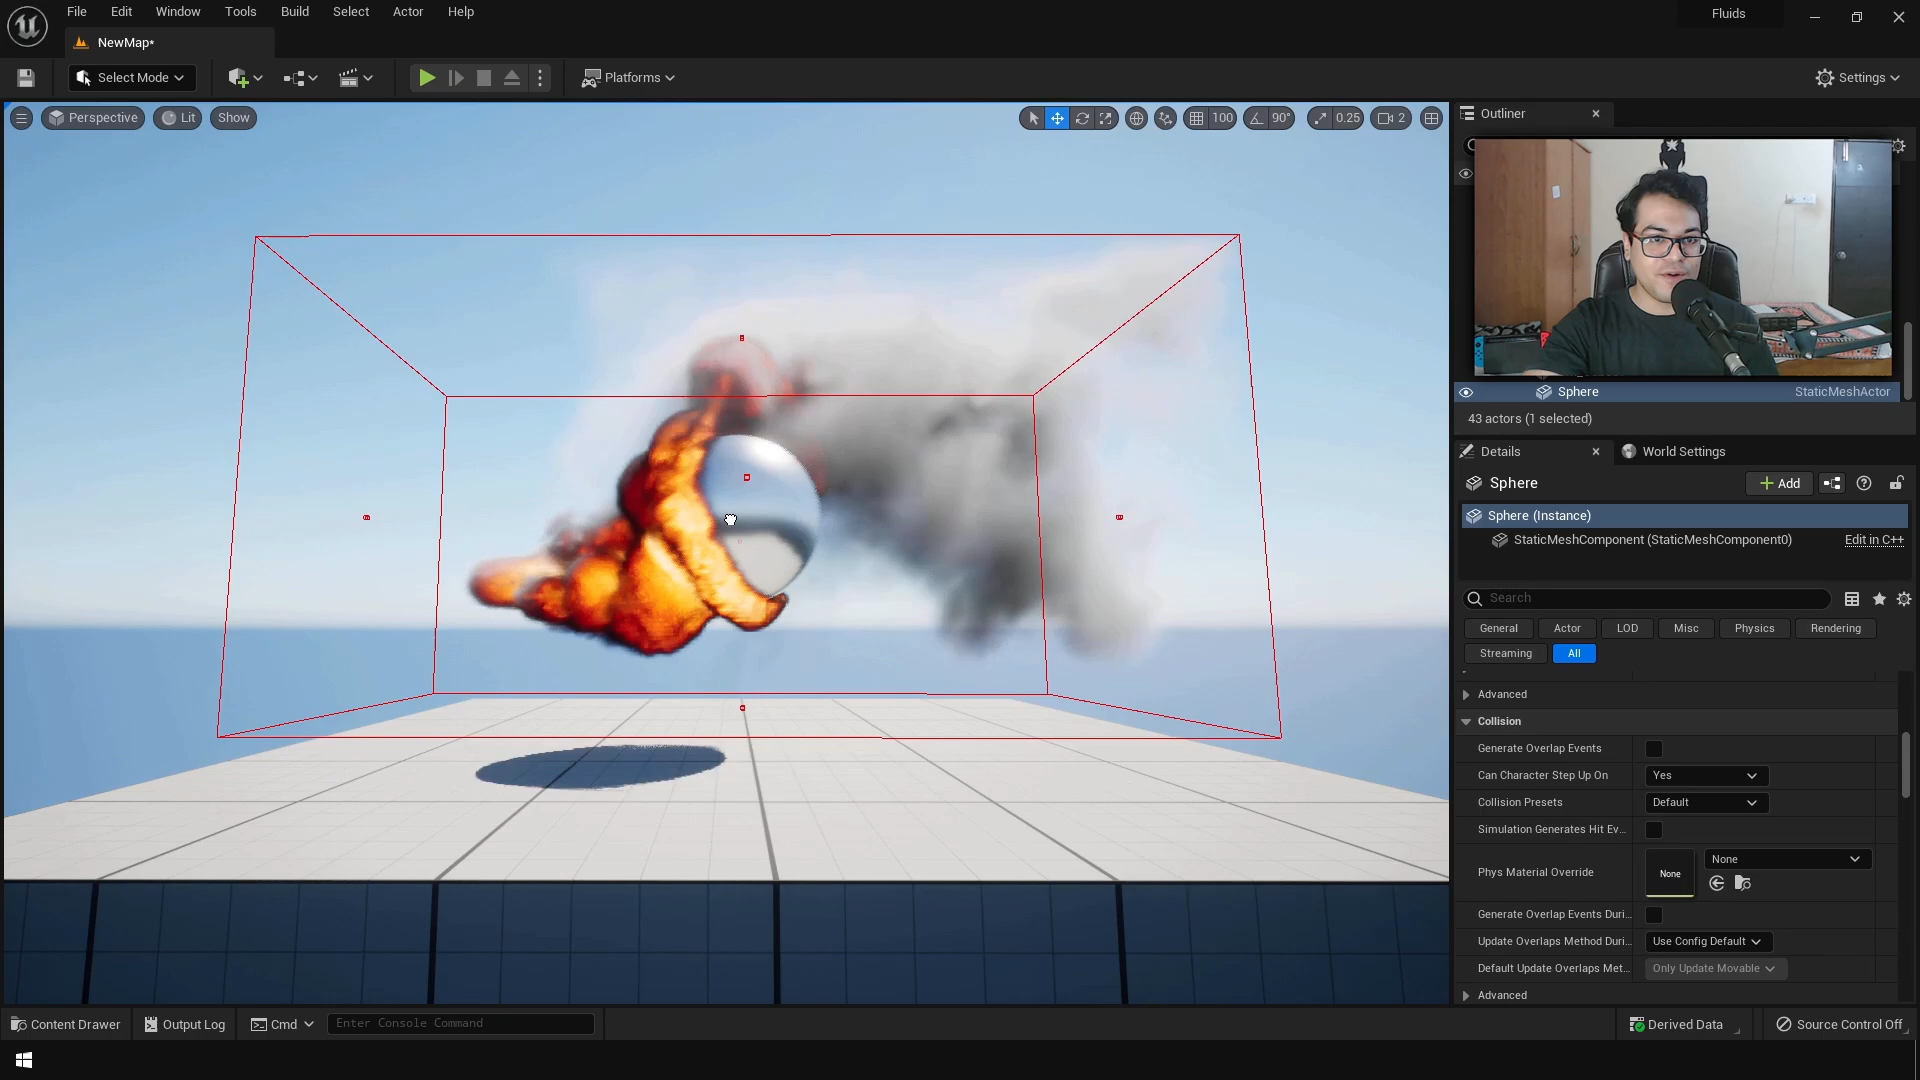 File Edit Window Tools Build Select Actor Help
Fluids
NewMap*
Select Mode
Platforms
Settings
Perspective
Lit
Show
100
90°
0.25
2
Outliner
Sphere
StaticMeshActor
43 actors (1 selected)
Details
World Settings
Sphere
Add
Sphere (Instance)
StaticMeshComponent (StaticMeshComponent0)
Edit in C++
Search
General
Actor
LOD
Misc
Physics
Rendering
Streaming
All
Advanced
Collision
Generate Overlap Events
Can Character Step Up On
Yes
Collision Presets
Default
Simulation Generates Hit Ev...
Phys Material Override
None
None
Generate Overlap Events Duri...
Update Overlaps Method Duri...
Use Config Default
Default Update Overlaps Met...
Only Update Movable
Advanced
Content Drawer
Output Log
Cmd
Enter Console Command
Derived Data
Source Control Off